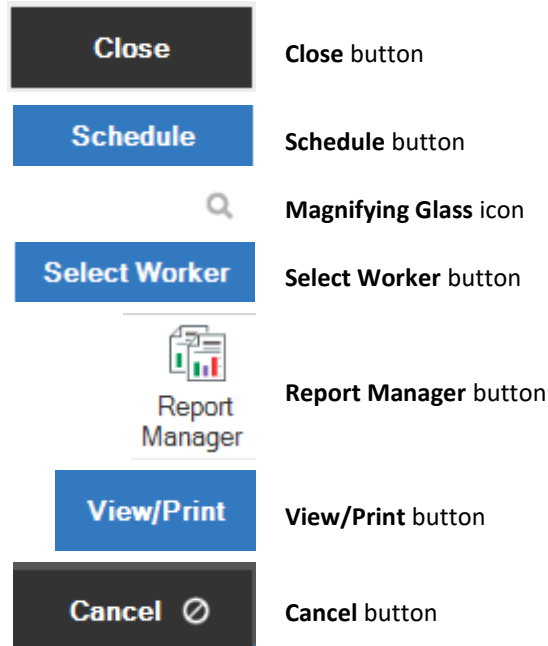 Close
Close button
Schedule
Schedule button
Magnifying Glass icon
Select Worker
Select Worker button
Report
Manager
Report Manager button
View/Print
View/Print button
Cancel
Cancel button